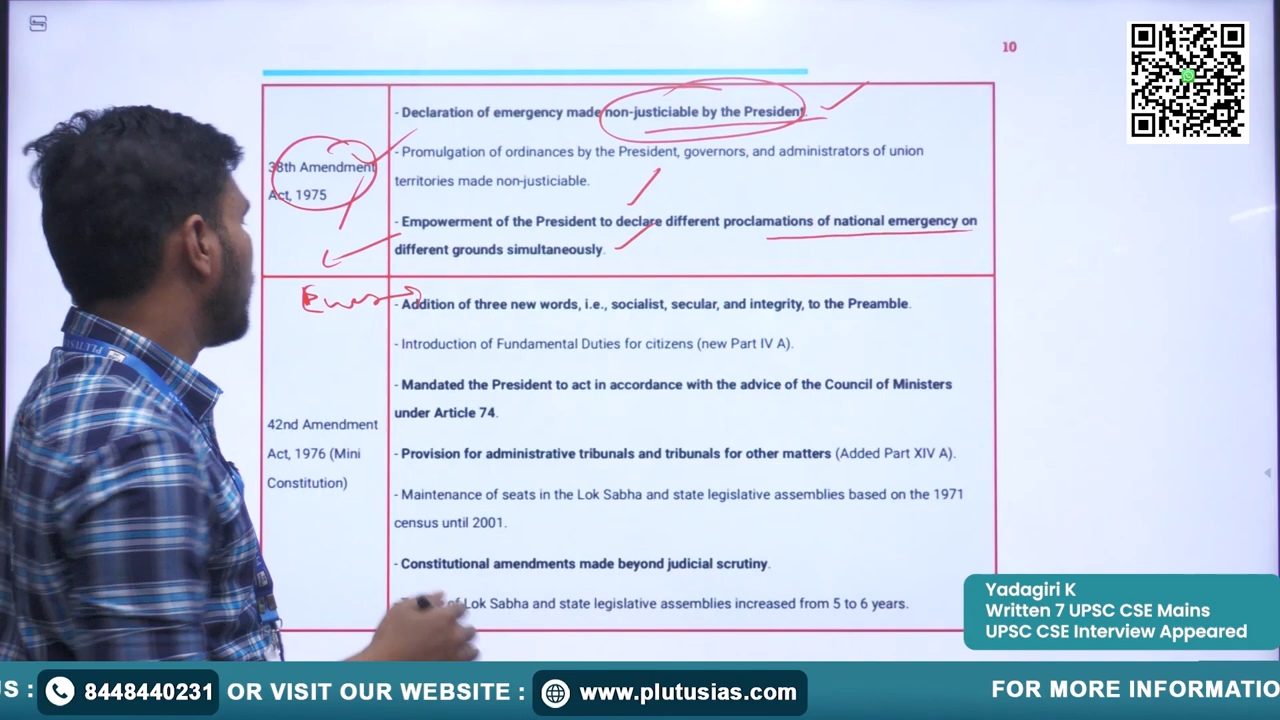 10
38th Amendment
Act, 1975
- Declaration of emergency made non-justiciable by the President.
- Promulgation of ordinances by the President, governors, and administrators of union
territories made non-justiciable.
- Empowerment of the President to declare different proclamations of national emergency on
different grounds simultaneously.
42nd Amendment
Act, 1976 (Mini
Constitution)
- Addition of three new words, i.e., socialist, secular, and integrity, to the Preamble.
- Introduction of Fundamental Duties for citizens (new Part IV A).
- Mandated the President to act in accordance with the advice of the Council of Ministers
under Article 74.
- Provision for administrative tribunals and tribunals for other matters (Added Part XIV A).
- Maintenance of seats in the Lok Sabha and state legislative assemblies based on the 1971
census until 2001.
- Constitutional amendments made beyond judicial scrutiny.
of Lok Sabha and state legislative assemblies increased from 5 to 6 years.
PLUTUS
Yadagiri K
Written 7 UPSC CSE Mains
UPSC CSE Interview Appeared
US : 8448440231 OR VISIT OUR WEBSITE : www.plutusias.com FOR MORE INFORMATIO